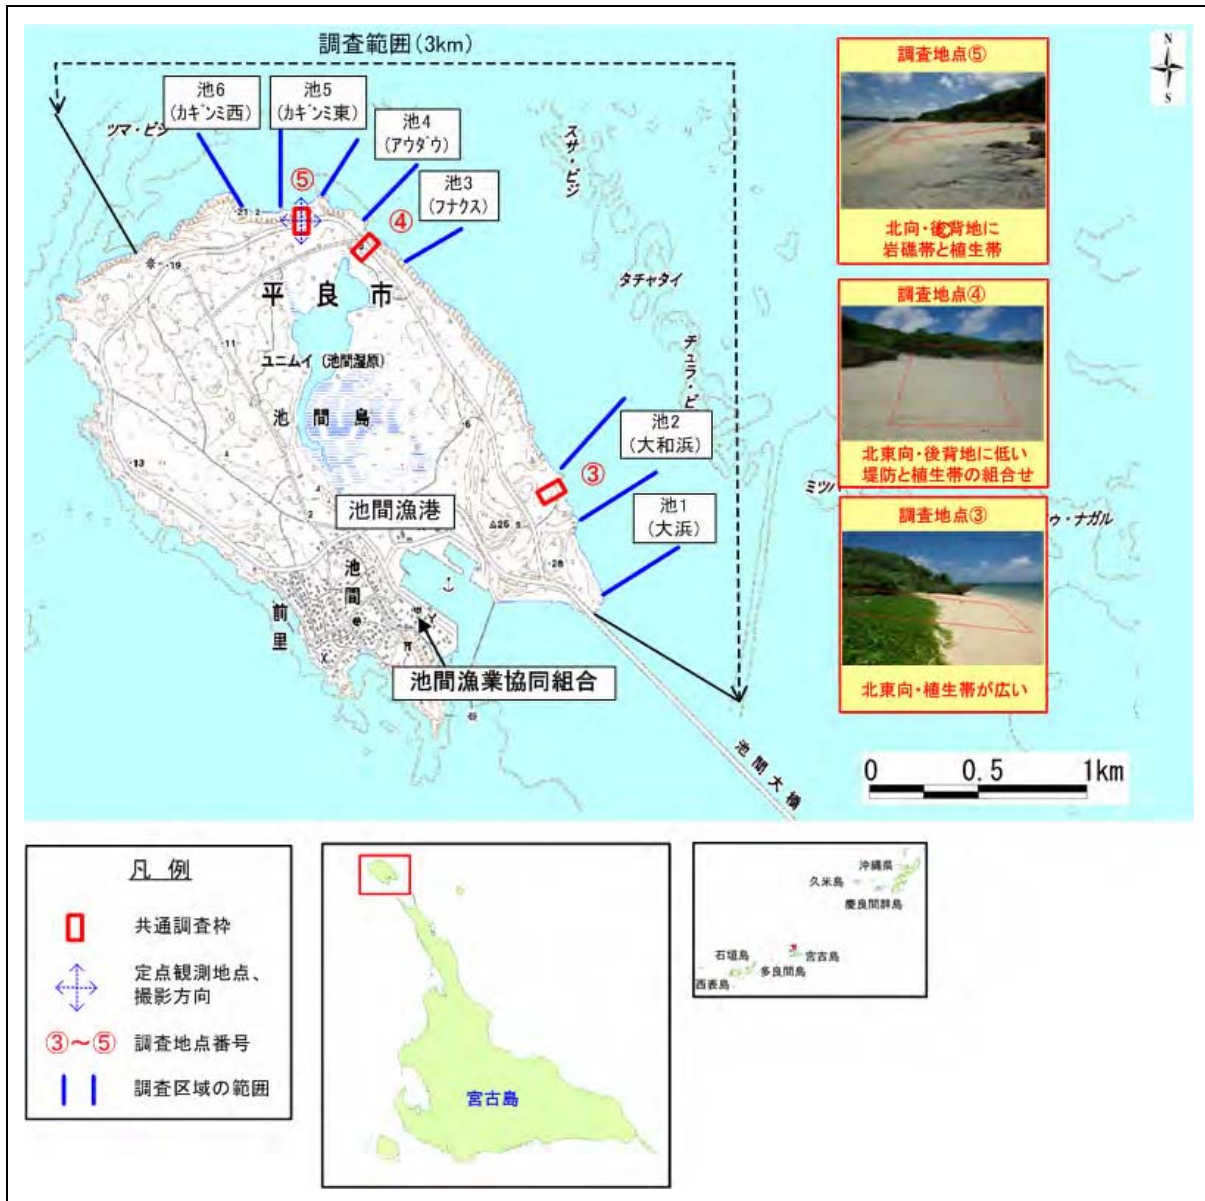 調査範囲(3km)
N
S
池6
(カギンミ西)
池5
(カギンミ東)
池4
(アウダウ)
池3
(フナクス)
ツマ・ビジ
スサ・ビジ
⑤
④
・21
・19
平良市
タチャタイ
・11
ユニムイ(池間湿原)
チュラ・ビ
池間島
・6
池2
(大和浜)
③
・13
池間漁港
池1
(大浜)
ミツハ
ゥ・ナガル
・28
池間
前里
池間漁業協同組合
池間大橋
調査地点⑤
北向・後背地に
岩礁帯と植生帯
調査地点④
北東向・後背地に低い
堤防と植生帯の組合せ
調査地点③
北東向・植生帯が広い
0 0.5 1km
凡 例
共通調査枠
定点観測地点、
撮影方向
③~⑤ 調査地点番号
調査区域の範囲
宮古島
沖縄県
久米島
慶良間群島
石垣島
宮古島
多良間島
西表島